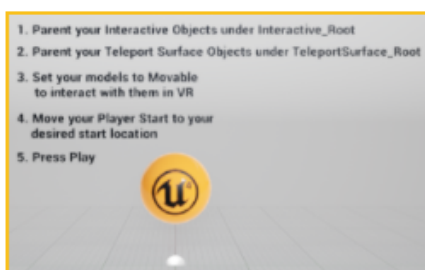 1. Parent your Interactive Objects under Interactive_Root
2. Parent your Teleport Surface Objects under TeleportSurface_Root
3. Set your models to Movable
to interact with them in VR
4. Move your Player Start to your
desired start location
5. Press Play